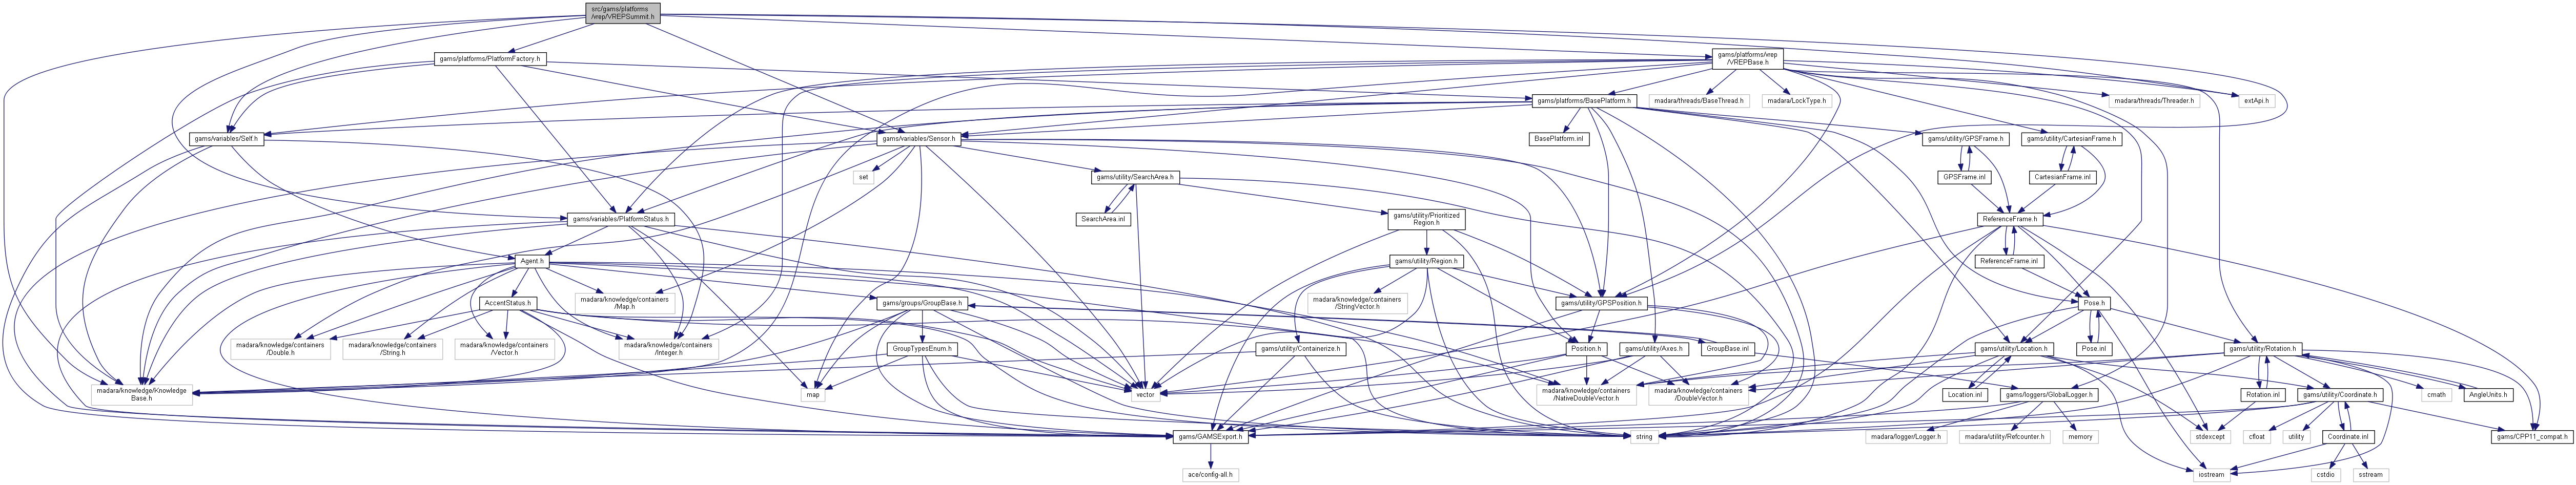 src/gams/platforms
/vrep/VREPSummit.h
gams/platforms/PlatformFactory.h
gams/platforms/vrep
/VREPBase.h
gams/platforms/BasePlatform.h
madara/threads/BaseThread.h
madara/LockType.h
madara/threads/Threader.h
extApi.h
gams/variables/Self.h
gams/variables/Sensor.h
BasePlatform.inl
gams/utility/GPSFrame.h
gams/utility/CartesianFrame.h
set
gams/utility/SearchArea.h
GPSFrame.inl
CartesianFrame.inl
gams/variables/PlatformStatus.h
SearchArea.inl
gams/utility/Prioritized
Region.h
ReferenceFrame.h
Agent.h
gams/utility/Region.h
ReferenceFrame.inl
AccentStatus.h
madara/knowledge/containers
/Map.h
gams/groups/GroupBase.h
madara/knowledge/containers
/StringVector.h
gams/utility/GPSPosition.h
Pose.h
madara/knowledge/containers
/Double.h
madara/knowledge/containers
/String.h
madara/knowledge/containers
/Vector.h
madara/knowledge/containers
/Integer.h
GroupTypesEnum.h
gams/utility/Containerize.h
Position.h
gams/utility/Axes.h
GroupBase.inl
gams/utility/Location.h
Pose.inl
gams/utility/Rotation.h
madara/knowledge/Knowledge
Base.h
map
vector
madara/knowledge/containers
/NativeDoubleVector.h
madara/knowledge/containers
/DoubleVector.h
Location.inl
gams/loggers/GlobalLogger.h
Rotation.inl
gams/utility/Coordinate.h
cmath
AngleUnits.h
gams/GAMSExport.h
string
madara/logger/Logger.h
madara/utility/Refcounter.h
memory
stdexcept
cfloat
utility
Coordinate.inl
gams/CPP11_compat.h
ace/config-all.h
iostream
cstdio
sstream